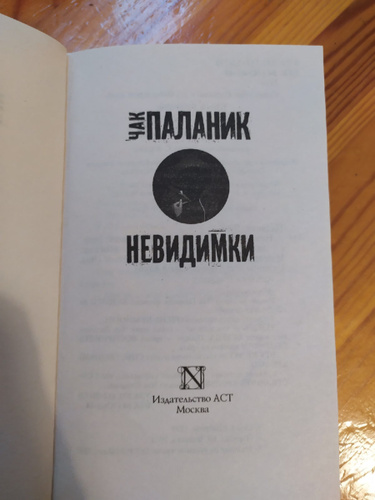 ЧАК ПАЛАНИК
НЕВИДИМКИ
N
Издательство АСТ
Москва